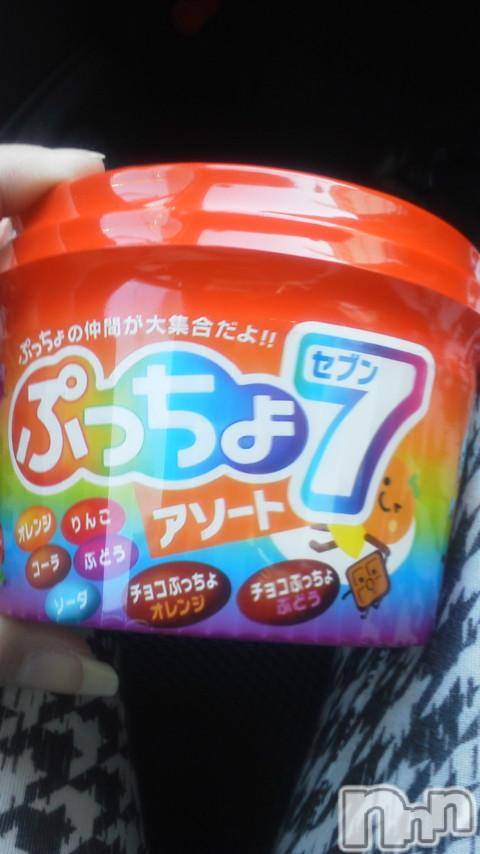 ぷっちょの仲間が大集合だよ!!
ぷっちょ
セブン
7
アソート
オレンジ
りんご
コーラ
ぶどう
ソーダ
チョコぷっちょ
オレンジ
チョコぷっちょ
ぶどう
nnn